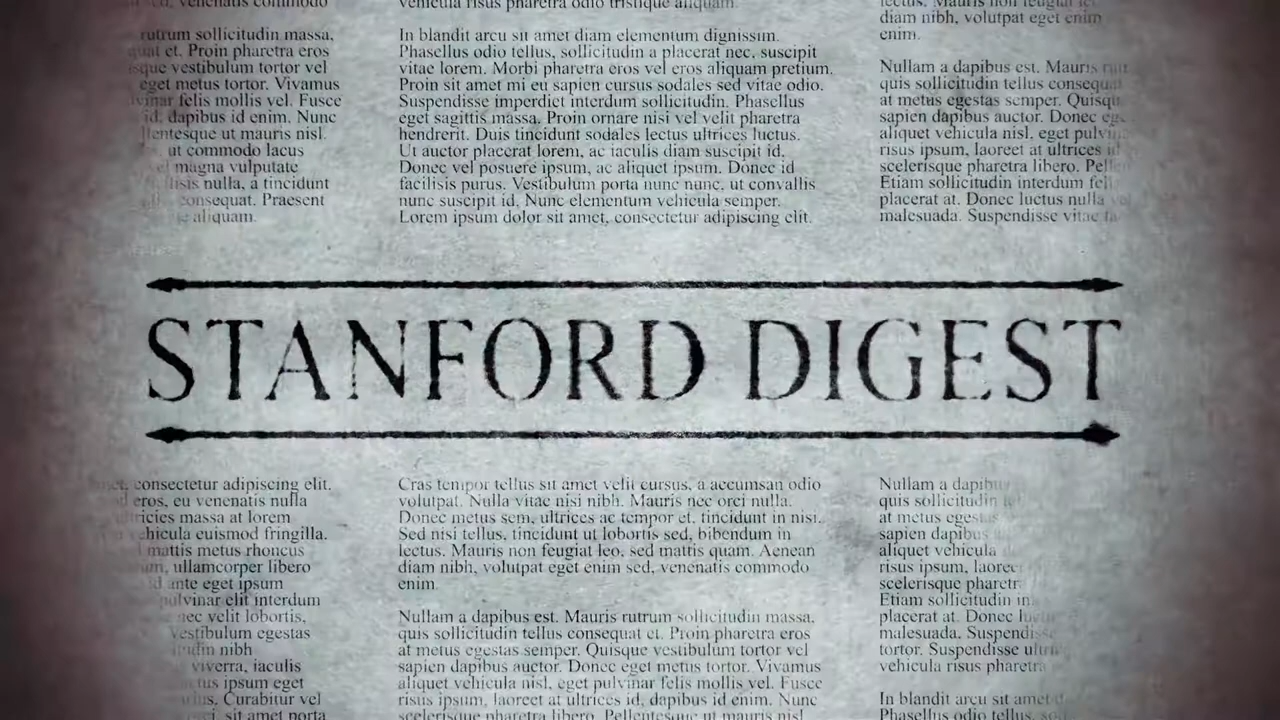 venenatis commodo
rutrum sollicitudin massa,
et. Proin pharetra eros
vestibulum tortor vel
eget metus tortor. Vivamus
felis mollis vel. Fusce
id, dapibus id enim. Nunc
ut mauris nisl.
ut commodo lacus
magna vulputate
nulla, a tincidunt
consequat. Praesent
aliquam.
vehicula risus pharetra odio tristique aliquam.
In blandit arcu sit amet diam elementum dignissim.
Phasellus odio tellus, sollicitudin a placerat nec, suscipit
vitae lorem. Morbi pharetra eros vel eros aliquam pretium.
Proin sit amet mi eu sapien cursus sodales sed vitae odio.
Suspendisse imperdiet interdum sollicitudin. Phasellus
eget sagittis massa. Proin ornare nisi vel velit pharetra
hendrerit. Duis tincidunt sodales lectus ultrices luctus.
Ut auctor placerat lorem, ac iaculis diam suscipit id.
Donec vel posuere ipsum, ac aliquet ipsum. Donec id
facilisis purus. Vestibulum porta nunc nunc, ut convallis
nunc suscipit id. Nunc elementum vehicula semper.
Lorem ipsum dolor sit amet, consectetur adipiscing elit.
lectus. Mauris non feugiat
diam nibh, volutpat eget enim
enim.
Nullam a dapibus est. Mauris
quis sollicitudin tellus consequat
at metus egestas semper. Quisque
sapien dapibus auctor. Donec
aliquet vehicula nisl, eget
risus ipsum, laoreet at ultrices
scelerisque pharetra libero.
Etiam sollicitudin interdum
placerat at. Donec luctus nulla
malesuada. Suspendisse vitae
STANFORD DIGEST
consectetur adipiscing elit.
eros, eu venenatis nulla
massa at lorem
vehicula euismod fringilla.
mattis metus rhoncus
ullamcorper libero
ante eget ipsum
pulvinar elit interdum
nec velit lobortis,
Vestibulum egestas
nibh
viverra, iaculis
ipsum eget
Curabitur vel
sit amet porta
Cras tempor tellus sit amet velit cursus, a accumsan odio
volutpat. Nulla vitae nisi nibh. Mauris nec orci nulla.
Donec metus sem, ultrices ac tempor et, tincidunt in nisi.
Sed nisi tellus, tincidunt ut lobortis sed, bibendum in
lectus. Mauris non feugiat leo, sed mattis quam. Aenean
diam nibh, volutpat eget enim sed, venenatis commodo
enim.
Nullam a dapibus est. Mauris rutrum sollicitudin massa,
quis sollicitudin tellus consequat et. Proin pharetra eros
at metus egestas semper. Quisque vestibulum tortor vel
sapien dapibus auctor. Donec eget metus tortor. Vivamus
aliquet vehicula nisl, eget pulvinar felis mollis vel. Fusce
risus ipsum, laoreet at ultrices id, dapibus id enim. Nunc
scelerisque pharetra libero. Pellentesque ut mauris nisl.
Nullam a dapibus
quis sollicitudin
at metus egestas
sapien dapibus
aliquet vehicula
risus ipsum, laoreet
scelerisque pharetra
Etiam sollicitudin
placerat at. Donec
malesuada. Suspendisse
tortor. Suspendisse
vehicula risus pharetra
In blandit arcu sit amet
Phasellus odio tellus,